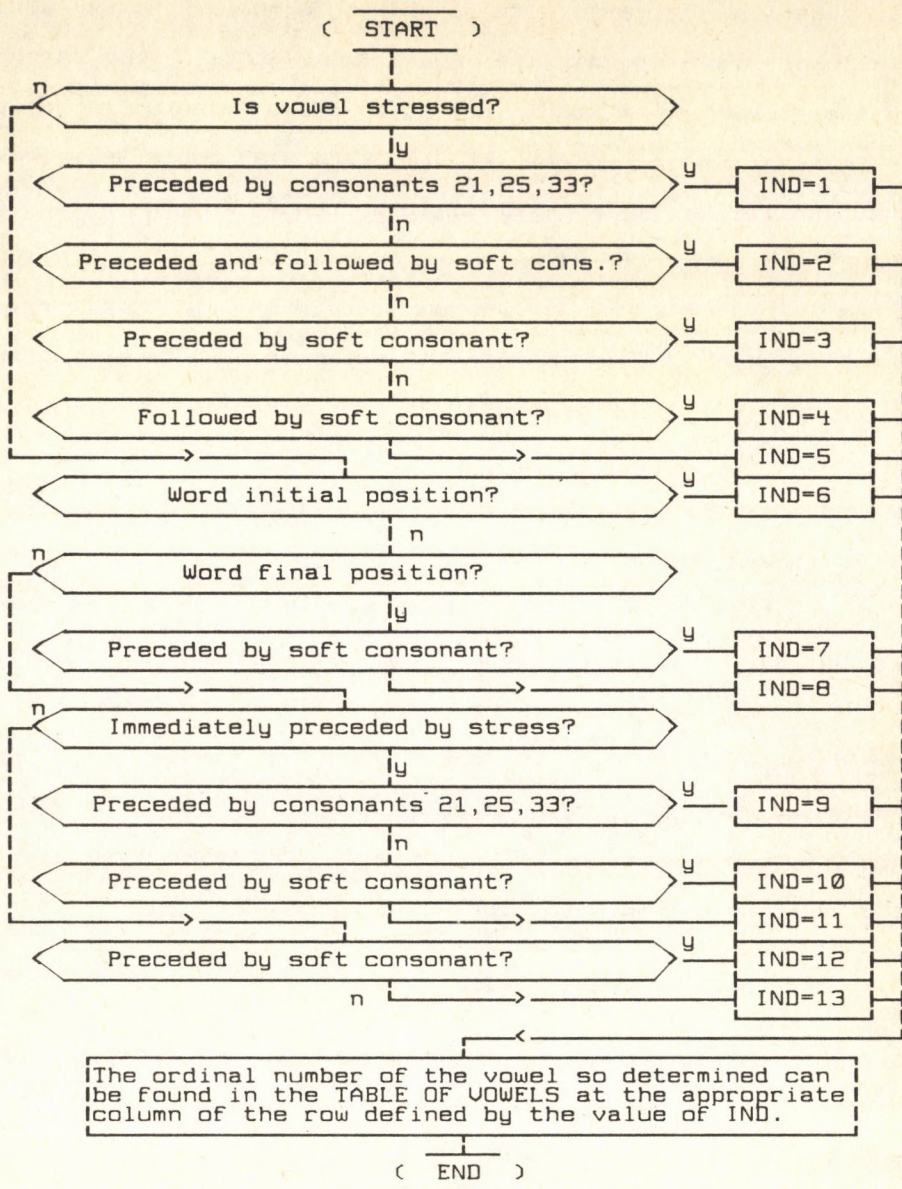 ( START )
n
Is vowel stressed?
y
Preceded by consonants 21,25,33? y IND=1
n
Preceded and followed by soft cons.? y IND=2
n
Preceded by soft consonant? y IND=3
n
Followed by soft consonant? y IND=4
> > IND=5
Word initial position? y IND=6
n
n
Word final position?
y
Preceded by soft consonant? y IND=7
> > IND=8
n
Immediately preceded by stress?
y
Preceded by consonants 21,25,33? y IND=9
n
Preceded by soft consonant? y IND=10
> > IND=11
Preceded by soft consonant? y IND=12
n > IND=13
<
The ordinal number of the vowel so determined can
be found in the TABLE OF VOWELS at the appropriate
column of the row defined by the value of IND.
( END )